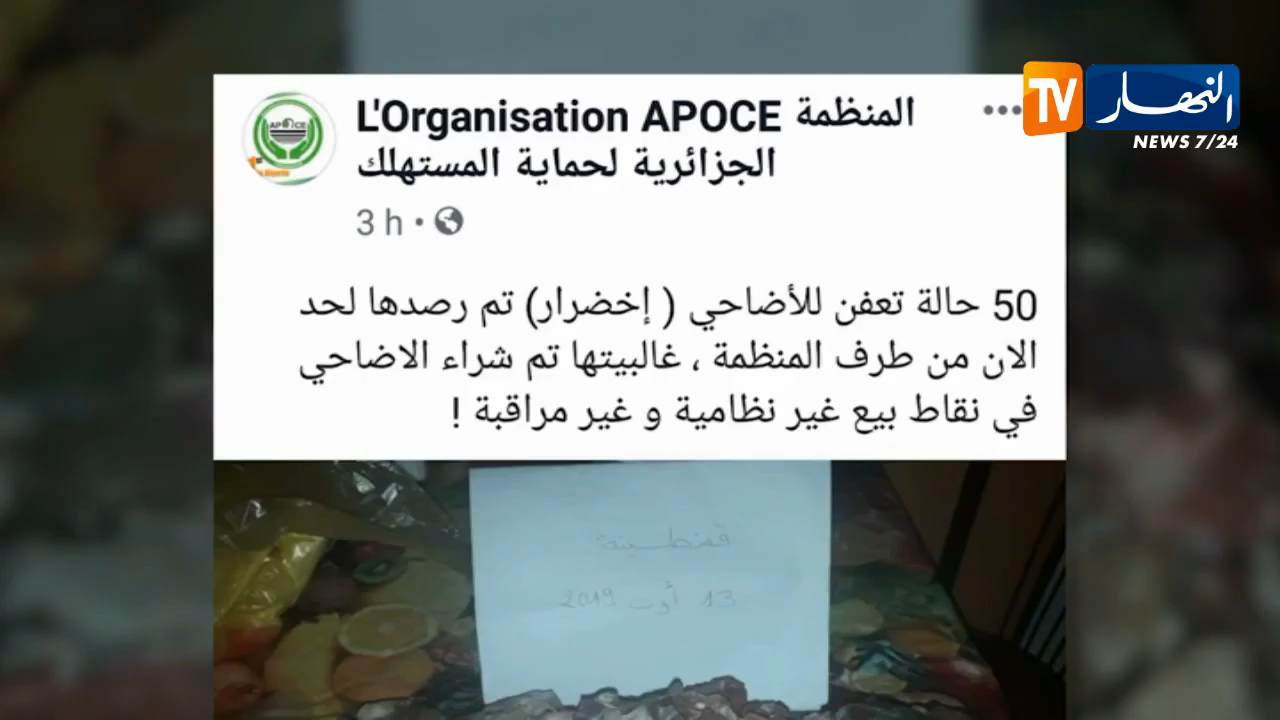 L'Organisation APOCE المنظمة
الجزائرية لحماية المستهلك
3 h
50 حالة تعفن للأضاحي ( إخضرار) تم رصدها لحد
الان من طرف المنظمة ، غالبيتها تم شراء الاضاحي
في نقاط بيع غير نظامية و غير مراقبة !
TV النهار
NEWS 7/24
APOCE
قسنطينة
13 أوت 2019